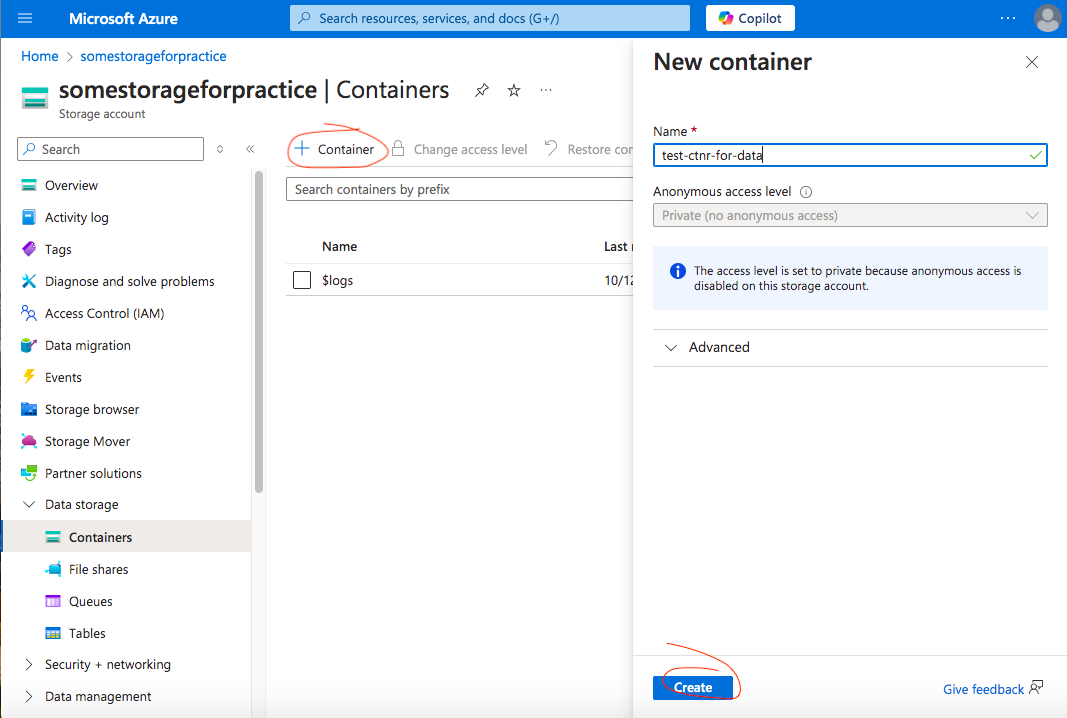 Microsoft Azure
Search resources, services, and docs (G+/)
Copilot
Home > somestorageforpractice
somestorageforpractice | Containers
Storage account
Search
Overview
Activity log
Tags
Diagnose and solve problems
Access Control (IAM)
Data migration
Events
Storage browser
Storage Mover
Partner solutions
Data storage
Containers
File shares
Queues
Tables
Security + networking
Data management
+ Container
Change access level
Restore cor
Search containers by prefix
Name
Last
$logs
10/12
New container
Name *
test-ctnr-for-data
Anonymous access level
Private (no anonymous access)
The access level is set to private because anonymous access is
disabled on this storage account.
Advanced
Create
Give feedback